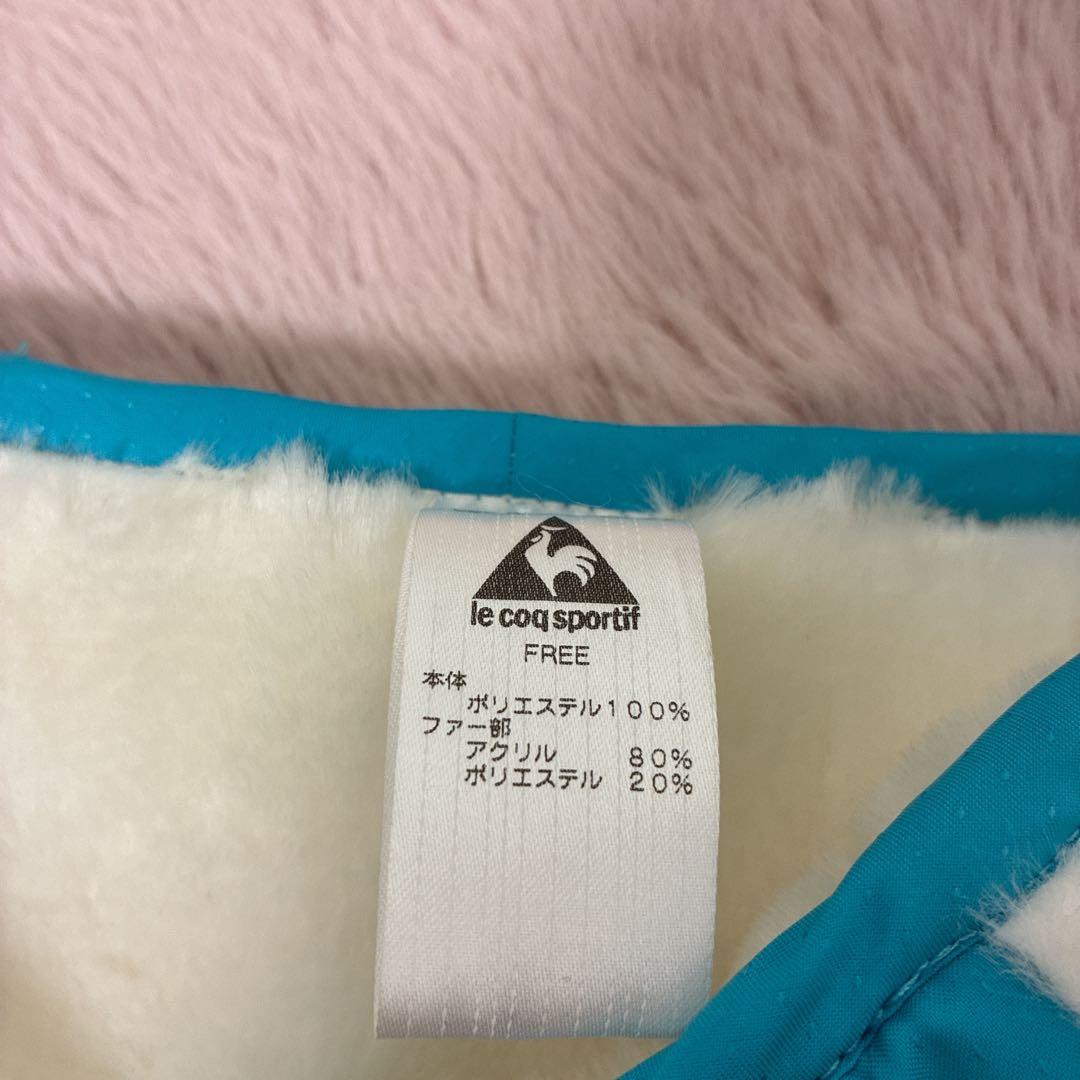 le coq sportif
FREE
本体
ポリエステル100%
ファー部
アクリル 80%
ポリエステル 20%